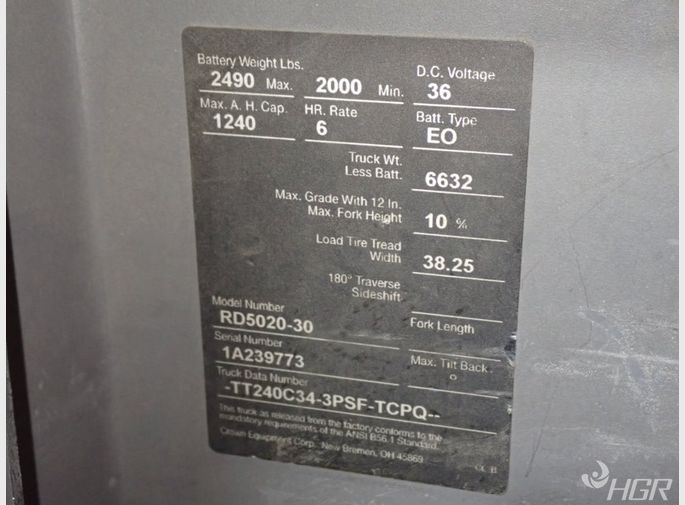 Battery Weight Lbs.
2490 Max. 2000 Min.
D.C. Voltage
36
Max. A. H. Cap.
1240
HR. Rate
6
Batt. Type
EO
Truck Wt.
Less Batt.
6632
Max. Grade With 12 In.
Max. Fork Height
10 %
Load Tire Tread
Width
38.25
180° Traverse
Sideshift
Model Number
RD5020-30
Fork Length
Serial Number
1A239773
Max. Tilt Back
°
Truck Data Number
-TT240C34-3PSF-TCPQ--
This truck as released from the factory conforms to the
mandatory requirements of the ANSI B56.1 Standard.
Crown Equipment Corp., New Bremen, OH 45869
HGR